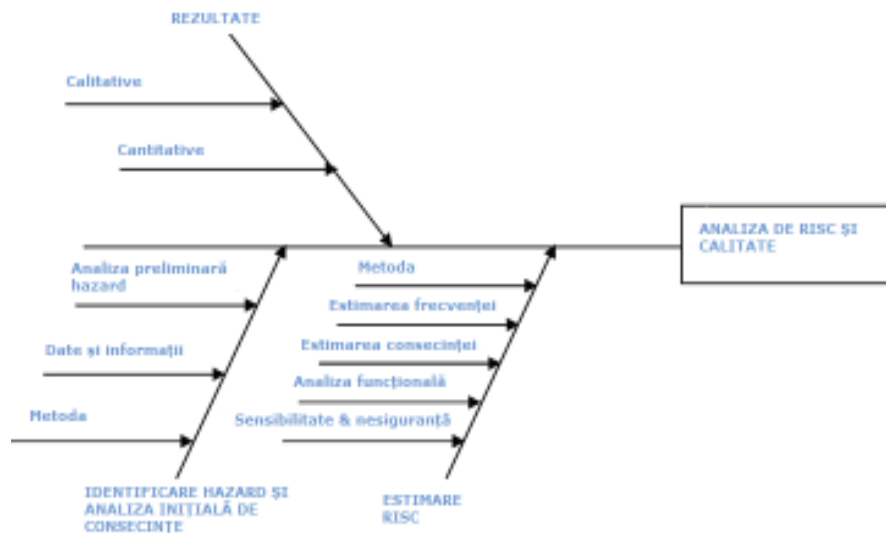 REZULTATE
Calitative
Cantitative
ANALIZA DE RISC ȘI
CALITATE
Analiza preliminară
hazard
Date și informații
Metoda
Metoda
Estimarea frecvenței
Estimarea consecinței
Analiza funcțională
Sensibilitate & nesiguranță
IDENTIFICARE HAZARD ȘI
ANALIZA INIȚIALĂ DE
CONSECINȚE
ESTIMARE
RISC